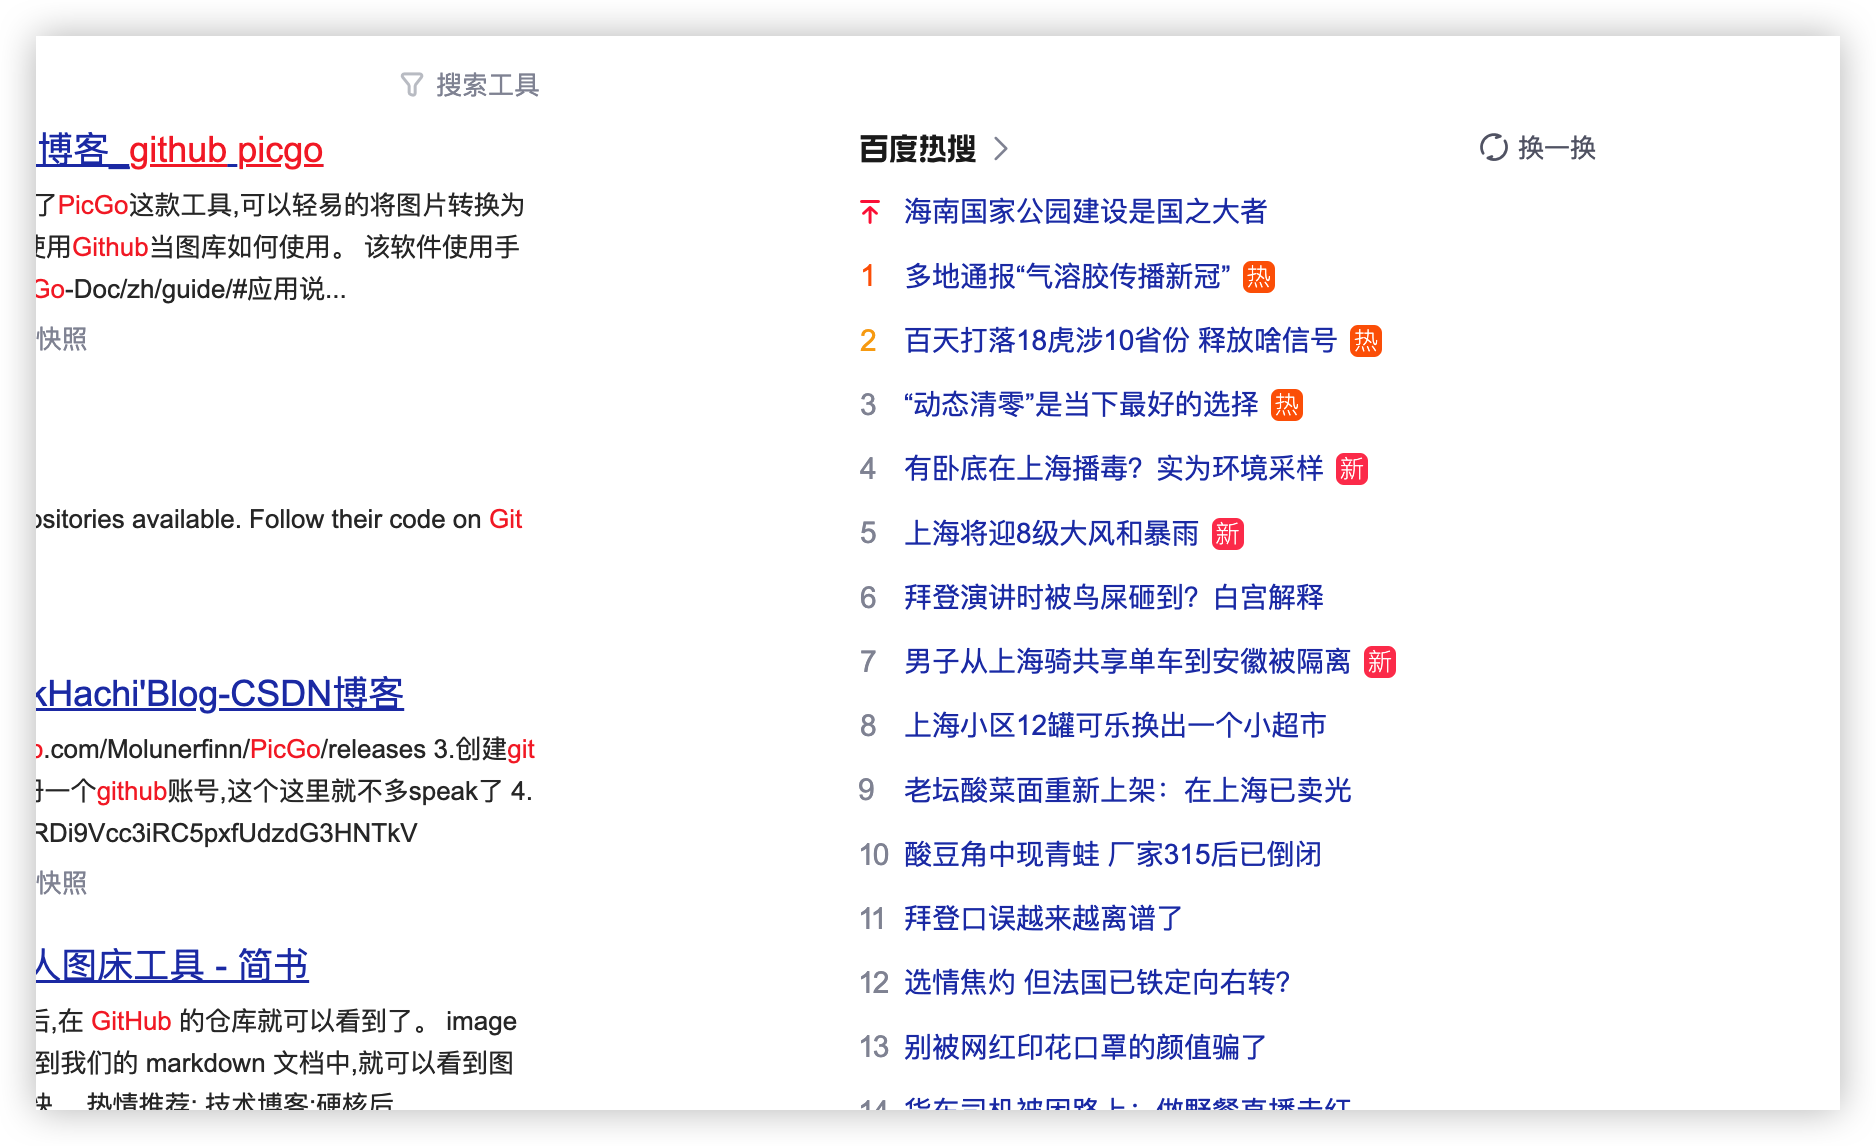 搜索工具
博客_github picgo
了PicGo这款工具,可以轻易的将图片转换为
使用Github当图库如何使用。 该软件使用手
Go-Doc/zh/guide/#应用说...
快照
ositories available. Follow their code on Git
kHachi'Blog-CSDN博客
.com/Molunerfinn/PicGo/releases 3.创建git
一个github账号,这个这里就不多speak了 4.
RDi9Vcc3iRC5pxfUdzdG3HNTkV
快照
人图床工具 - 简书
后,在 GitHub 的仓库就可以看到了。 image
到我们的 markdown 文档中,就可以看到图
热情推荐: 技术博客:硬核后
百度热搜
换一换
海南国家公园建设是国之大者
1 多地通报“气溶胶传播新冠” 热
2 百天打落18虎涉10省份 释放啥信号 热
3 “动态清零”是当下最好的选择 热
4 有卧底在上海播毒？实为环境采样 新
5 上海将迎8级大风和暴雨 新
6 拜登演讲时被鸟屎砸到？白宫解释
7 男子从上海骑共享单车到安徽被隔离 新
8 上海小区12罐可乐换出一个小超市
9 老坛酸菜面重新上架：在上海已卖光
10 酸豆角中现青蛙 厂家315后已倒闭
11 拜登口误越来越离谱了
12 选情焦灼 但法国已铁定向右转?
13 别被网红印花口罩的颜值骗了
14 货车司机被困路上：做野餐直播走红